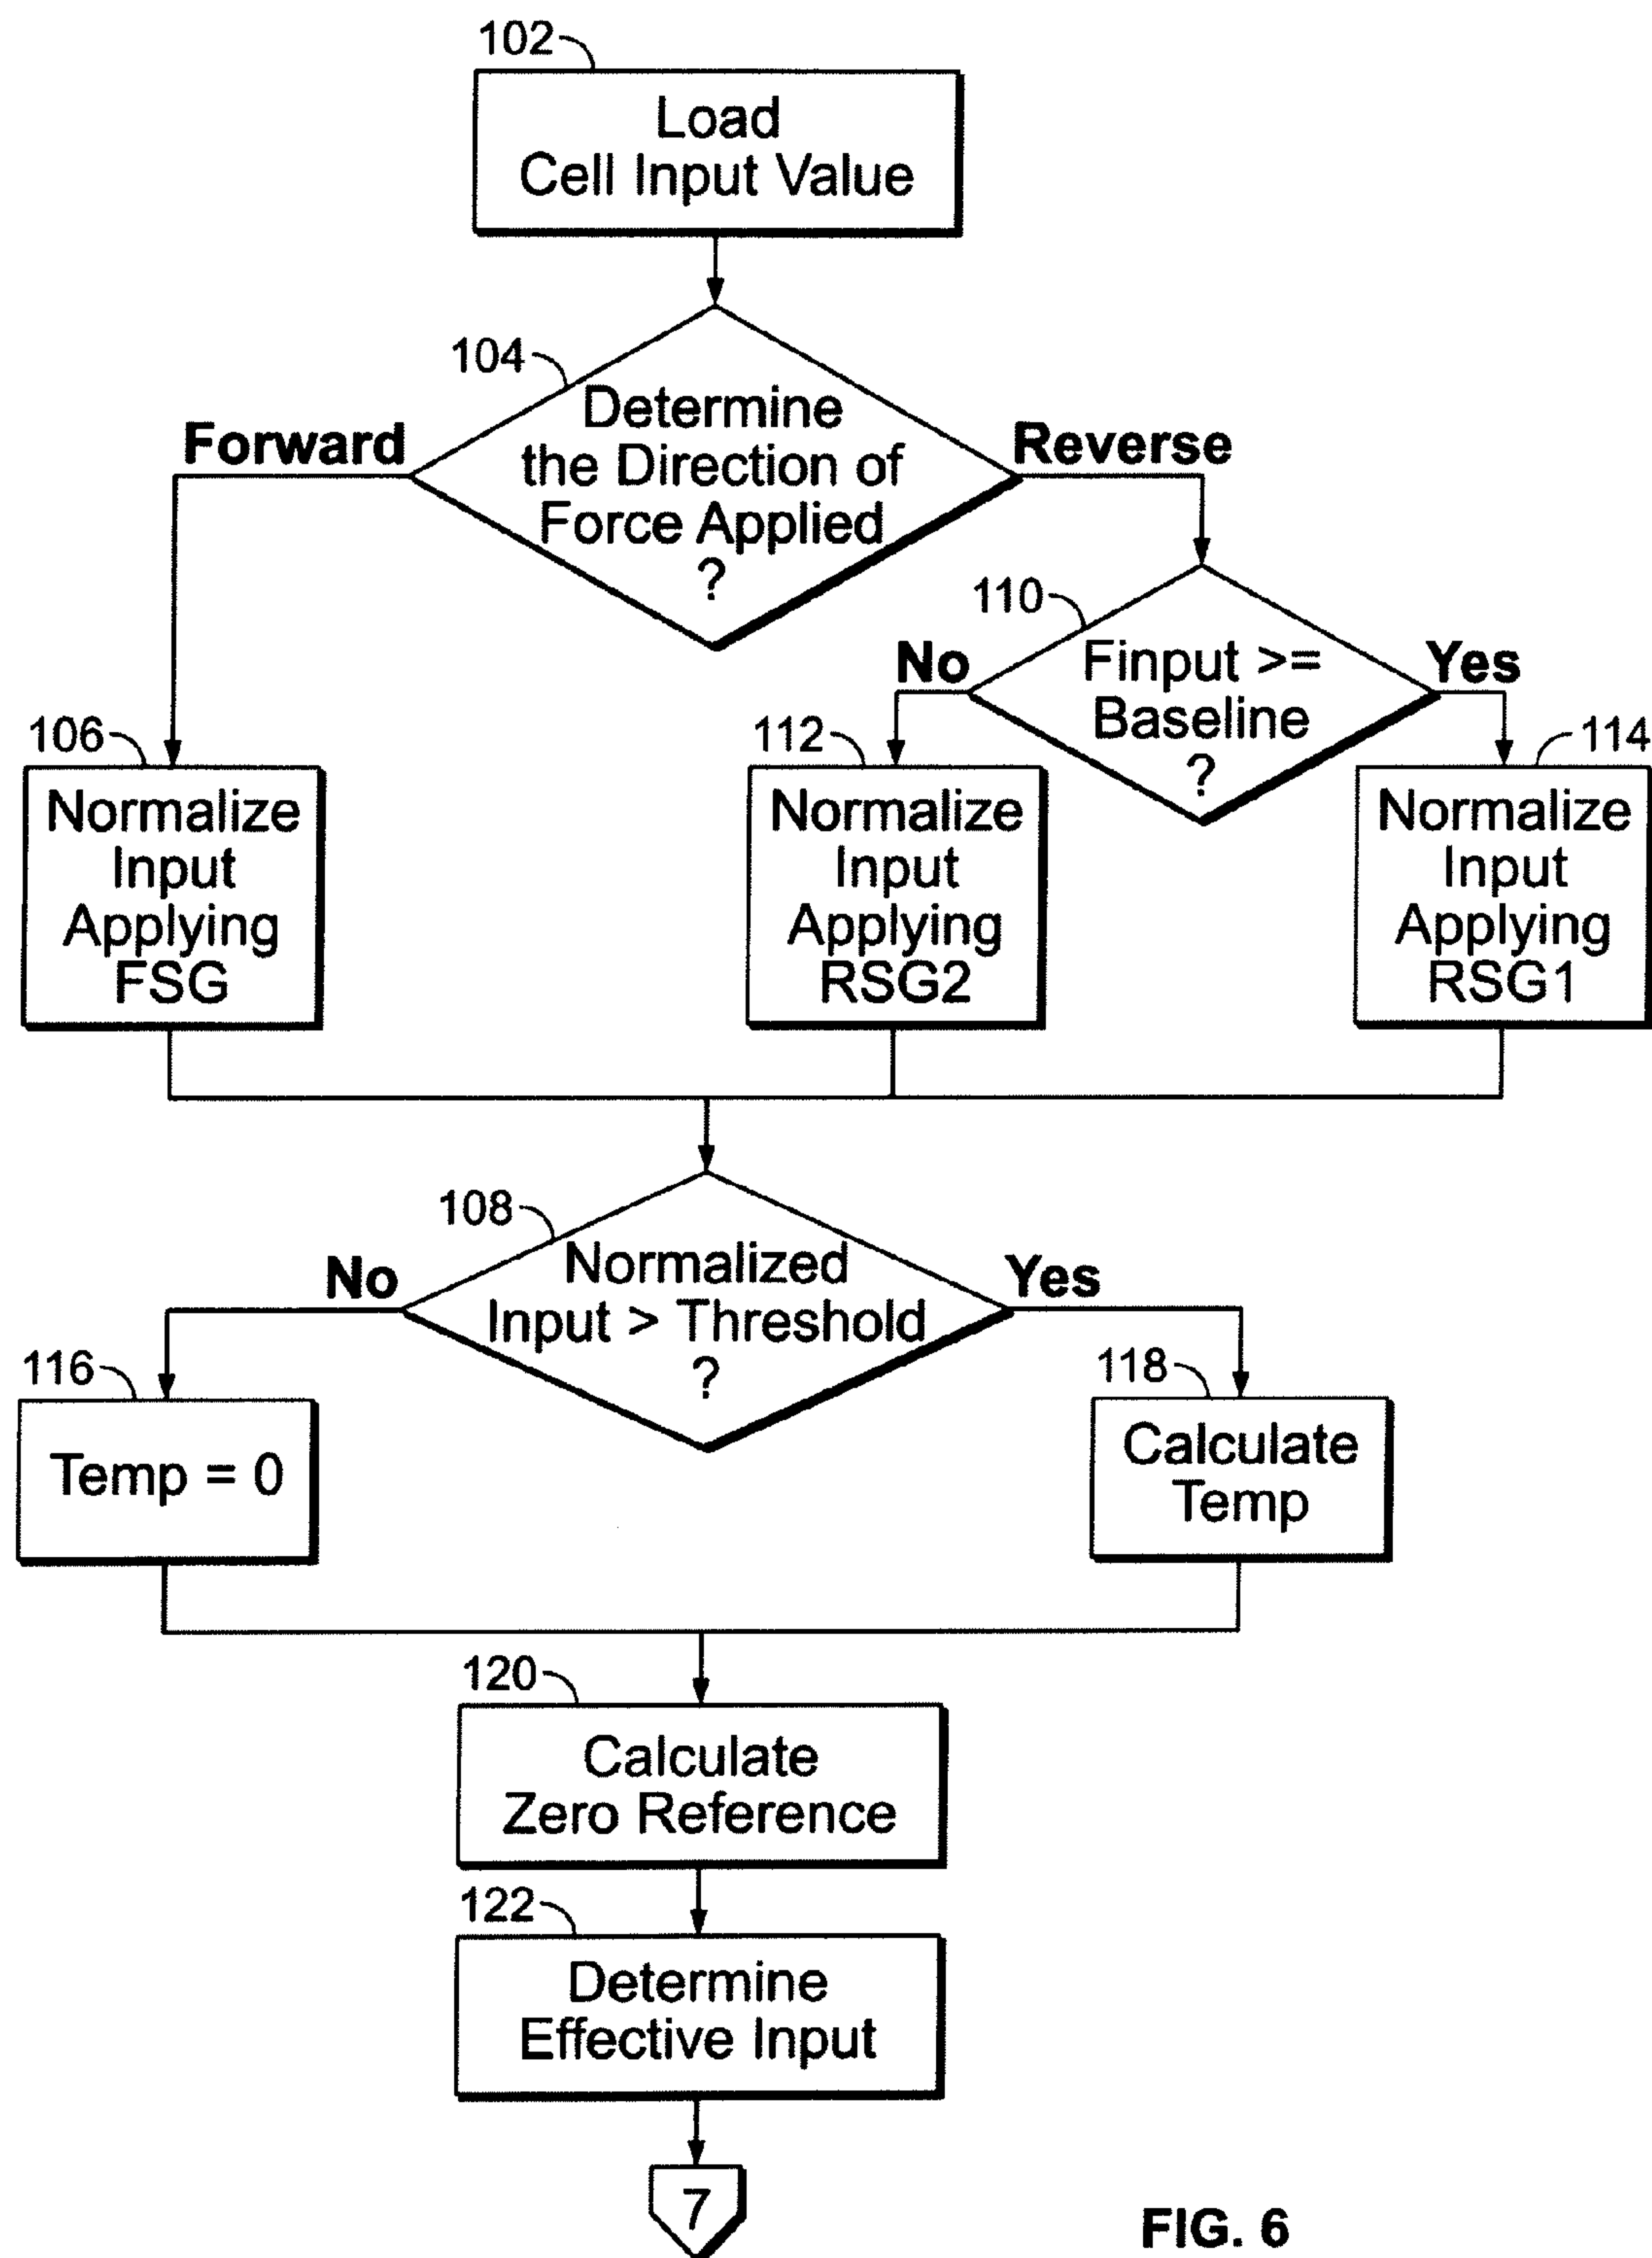 102
Load
Cell Input Value
104
Determine
the Direction of
Force Applied
?
Forward
Reverse
110
Finput >=
Baseline
?
No
Yes
106
Normalize
Input
Applying
FSG
112
Normalize
Input
Applying
RSG2
114
Normalize
Input
Applying
RSG1
108
Normalized
Input > Threshold
?
No
Yes
116
Temp = 0
118
Calculate
Temp
120
Calculate
Zero Reference
122
Determine
Effective Input
7
FIG. 6